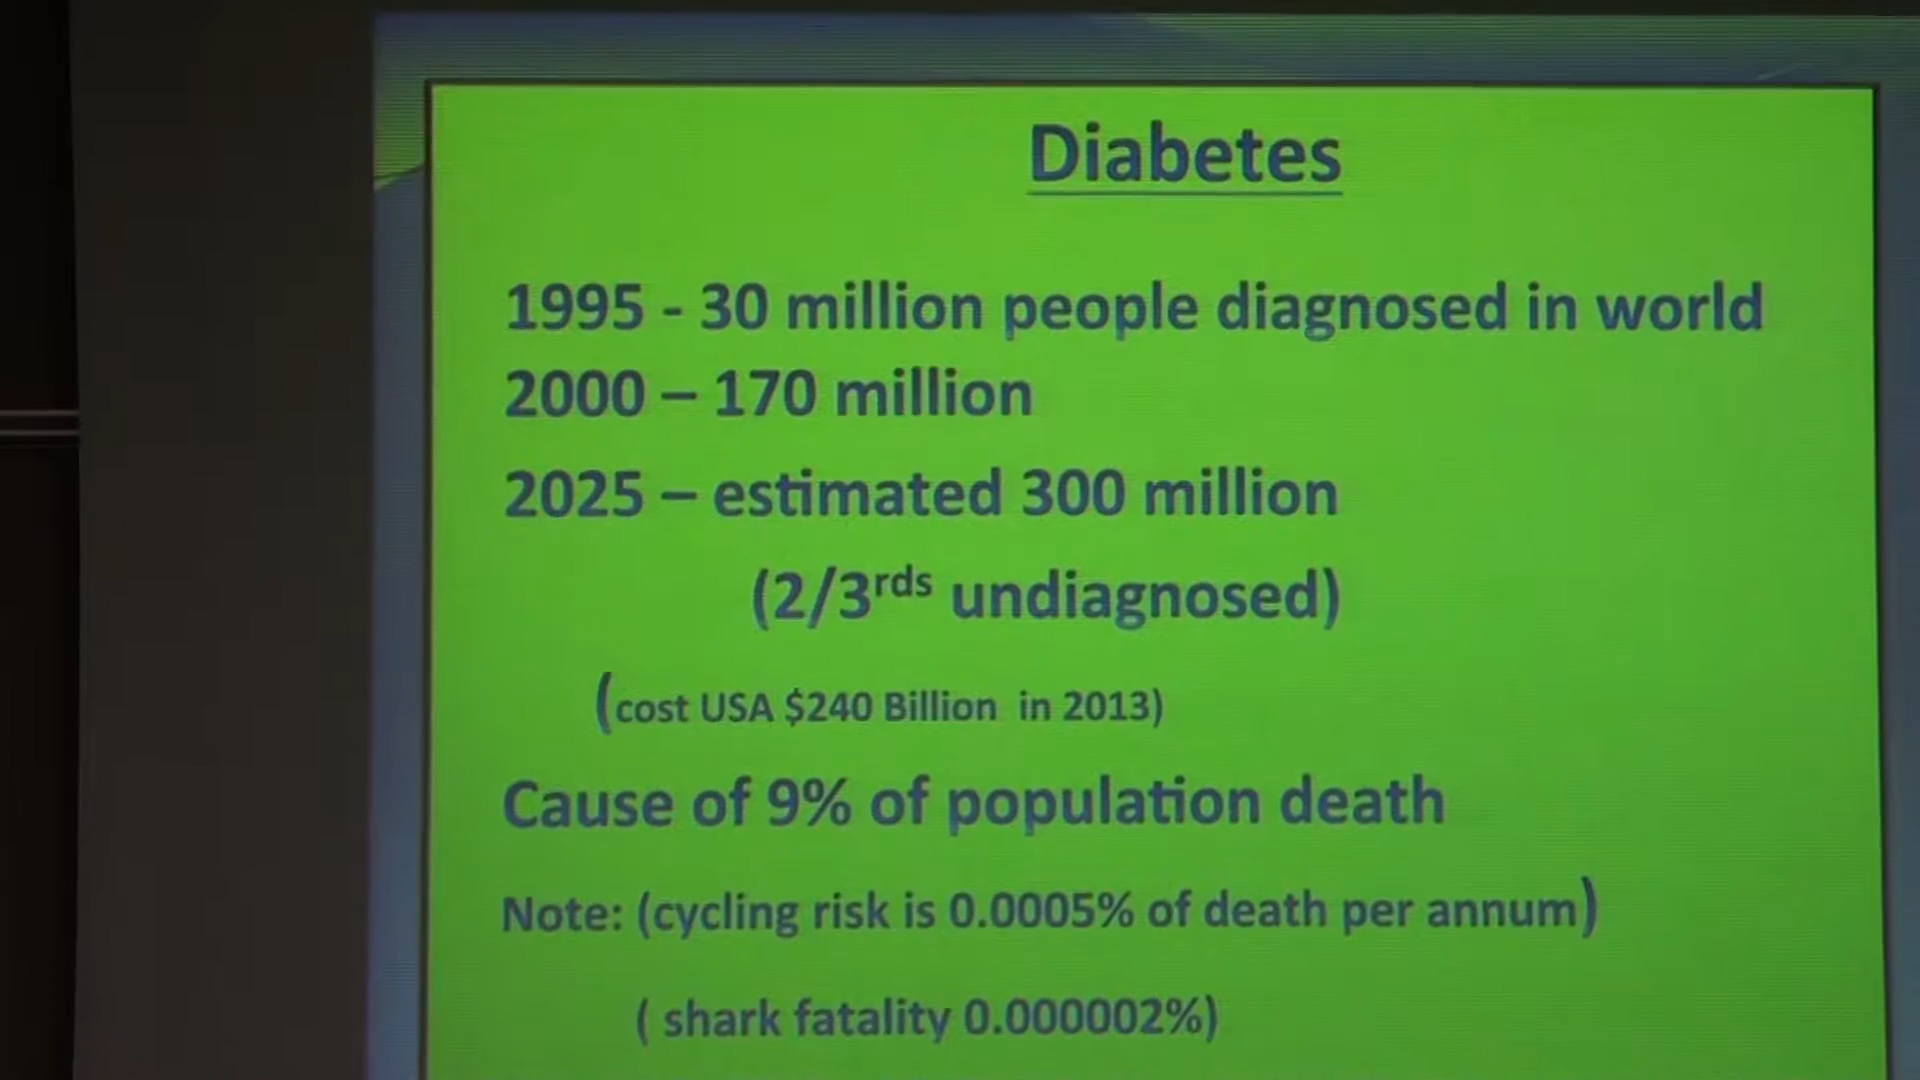 Diabetes
1995 - 30 million people diagnosed in world
2000 – 170 million
2025 – estimated 300 million
(2/3rds undiagnosed)
(cost USA $240 Billion in 2013)
Cause of 9% of population death
Note: (cycling risk is 0.0005% of death per annum)
( shark fatality 0.000002%)